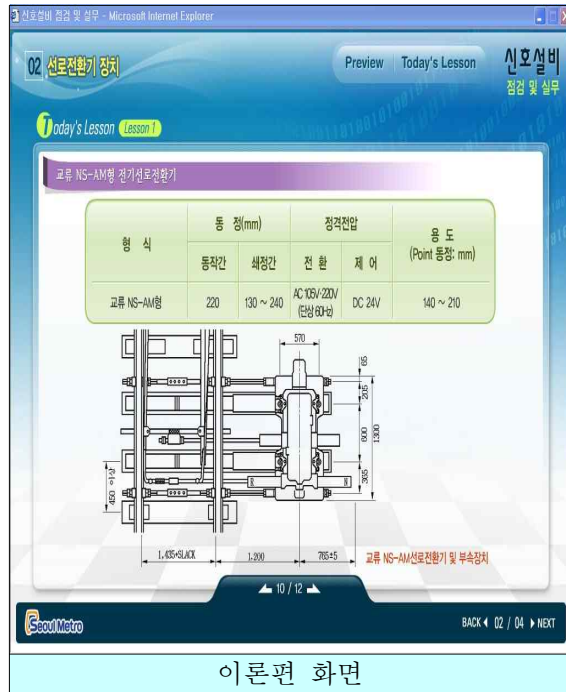 신호설비 점검 및 실무 - Microsoft Internet Explorer
02 선로전환기 장치
Preview Today's Lesson
신호설비
점검 및 실무
Today's Lesson Lesson 1
교류 NS-AM형 전기선로전환기
형 식 동 정(mm) 정격전압 용 도
(Point 동정: mm)
동작간 쇄정간 전 환 제 어
교류 NS-AM형 220 130 ~ 240 AC 105V·220V
(단상 60Hz) DC 24V 140 ~ 210
570
65
205
600
1300
395
450 이상
1,435+SLACK 1,200 765±5
교류 NS-AM선로전환기 및 부속장치
10 / 12
Seoul Metro
BACK 02 / 04 NEXT
이론편 화면